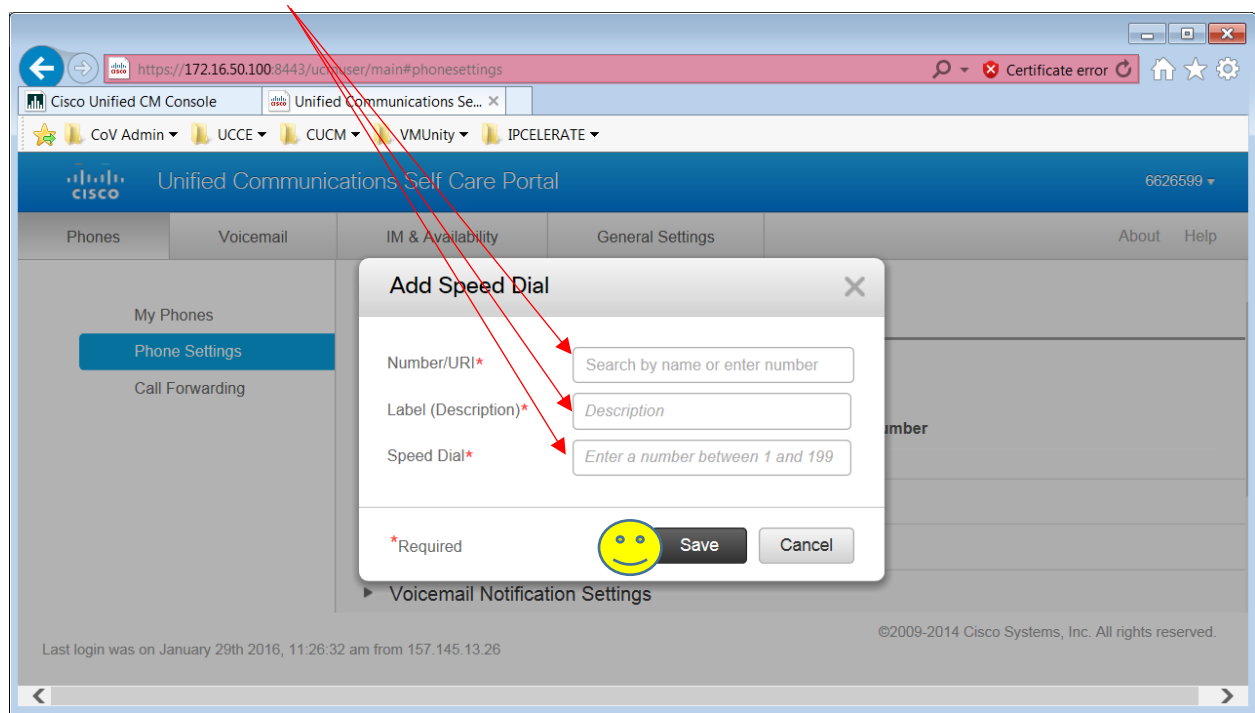 https://172.16.50.100:8443/ucmuser/main#phonesettings Certificate error
Cisco Unified CM Console Unified Communications Se...
CoV Admin UCCE CUCM VMUnity IPCELERATE
cisco Unified Communications Self Care Portal 6626599
Phones Voicemail IM & Availability General Settings About Help
My Phones
Phone Settings
Call Forwarding
Add Speed Dial
Number/URI* Search by name or enter number
Label (Description)* Description
umber
Speed Dial* Enter a number between 1 and 199
*Required Save Cancel
Voicemail Notification Settings
©2009-2014 Cisco Systems, Inc. All rights reserved.
Last login was on January 29th 2016, 11:26:32 am from 157.145.13.26